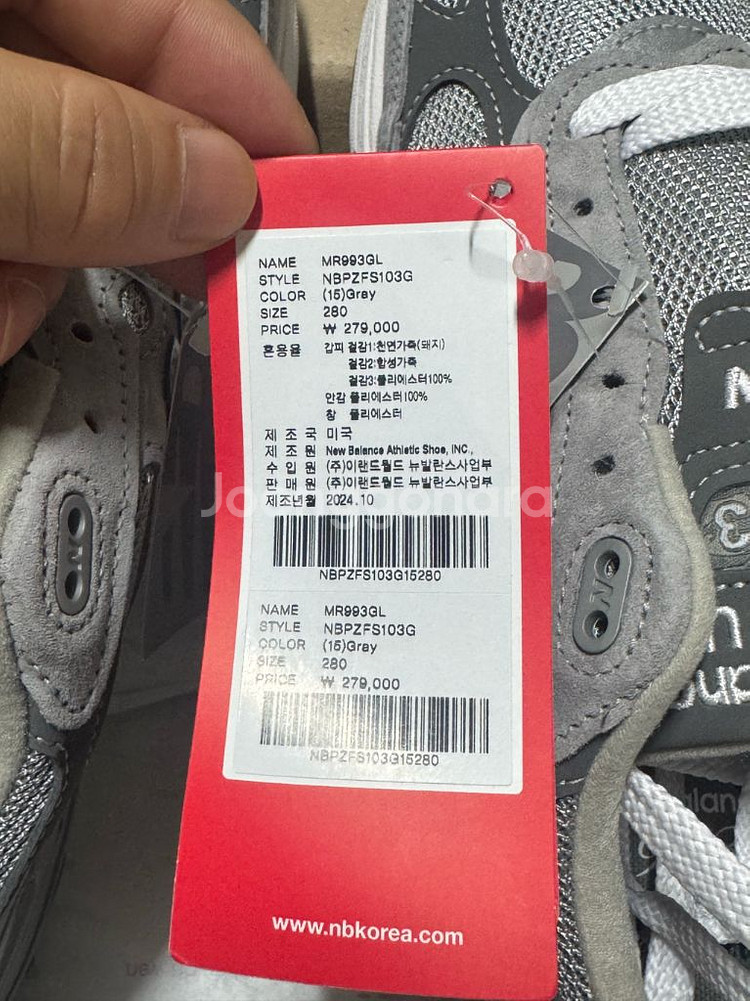 NAME MR993GL
STYLE NBPZFS103G
COLOR (15)Gray
SIZE 280
PRICE ₩ 279,000
혼용율 갑피 겉감1:천연가죽(돼지)
겉감2:합성가죽
겉감3:폴리에스터100%
안감 폴리에스터100%
창 폴리에스터
제 조 국 미국
제 조 원 New Balance Athletic Shoe, INC.,
수 입 원 (주)이랜드월드 뉴발란스사업부
판 매 원 (주)이랜드월드 뉴발란스사업부
제조년월 2024.10
Joonggonara
NBPZFS103G15280
NAME MR993GL
STYLE NBPZFS103G
COLOR (15)Gray
SIZE 280
PRICE ₩ 279,000
NBPZFS103G15280
www.nbkorea.com